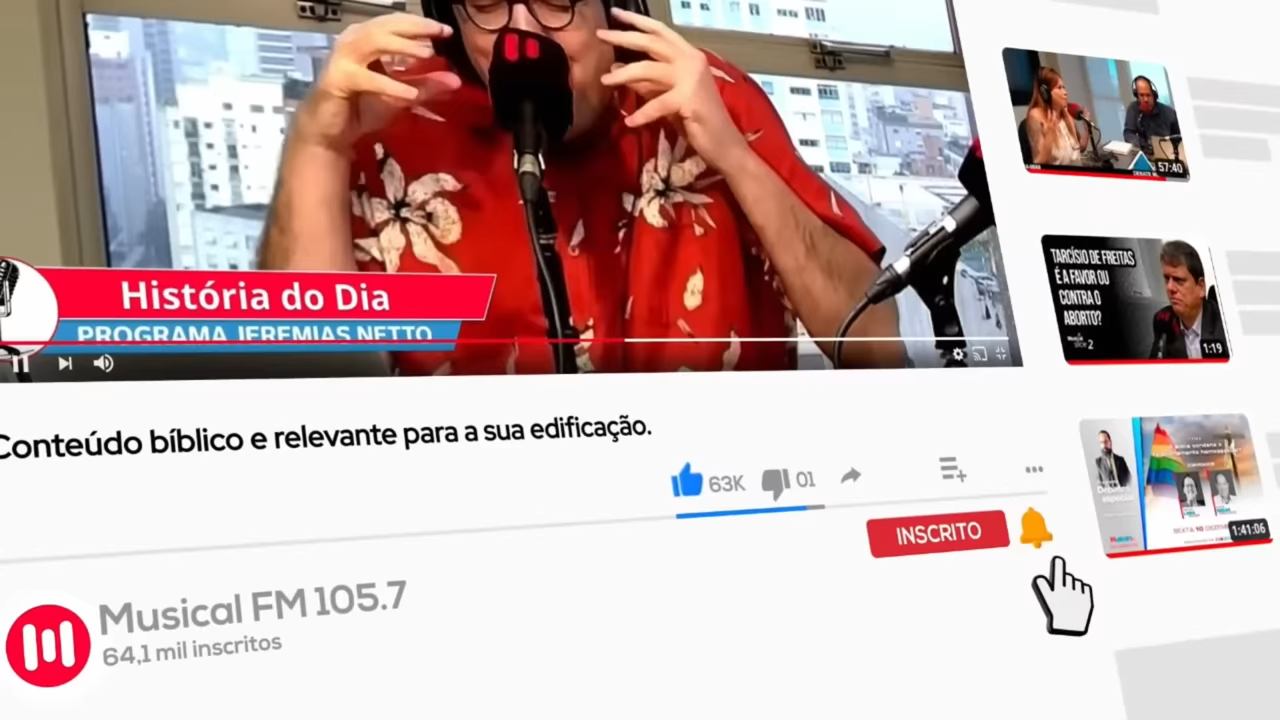 História do Dia
PROGRAMA JEREMIAS NETTO
Conteúdo bíblico e relevante para a sua edificação.
63K
01
INSCRITO
Musical FM 105.7
64,1 mil inscritos
57:40
TARCÍSIO DE FREITAS
É A FAVOR OU
CONTRA O
ABORTO?
2
1:19
1:41:06